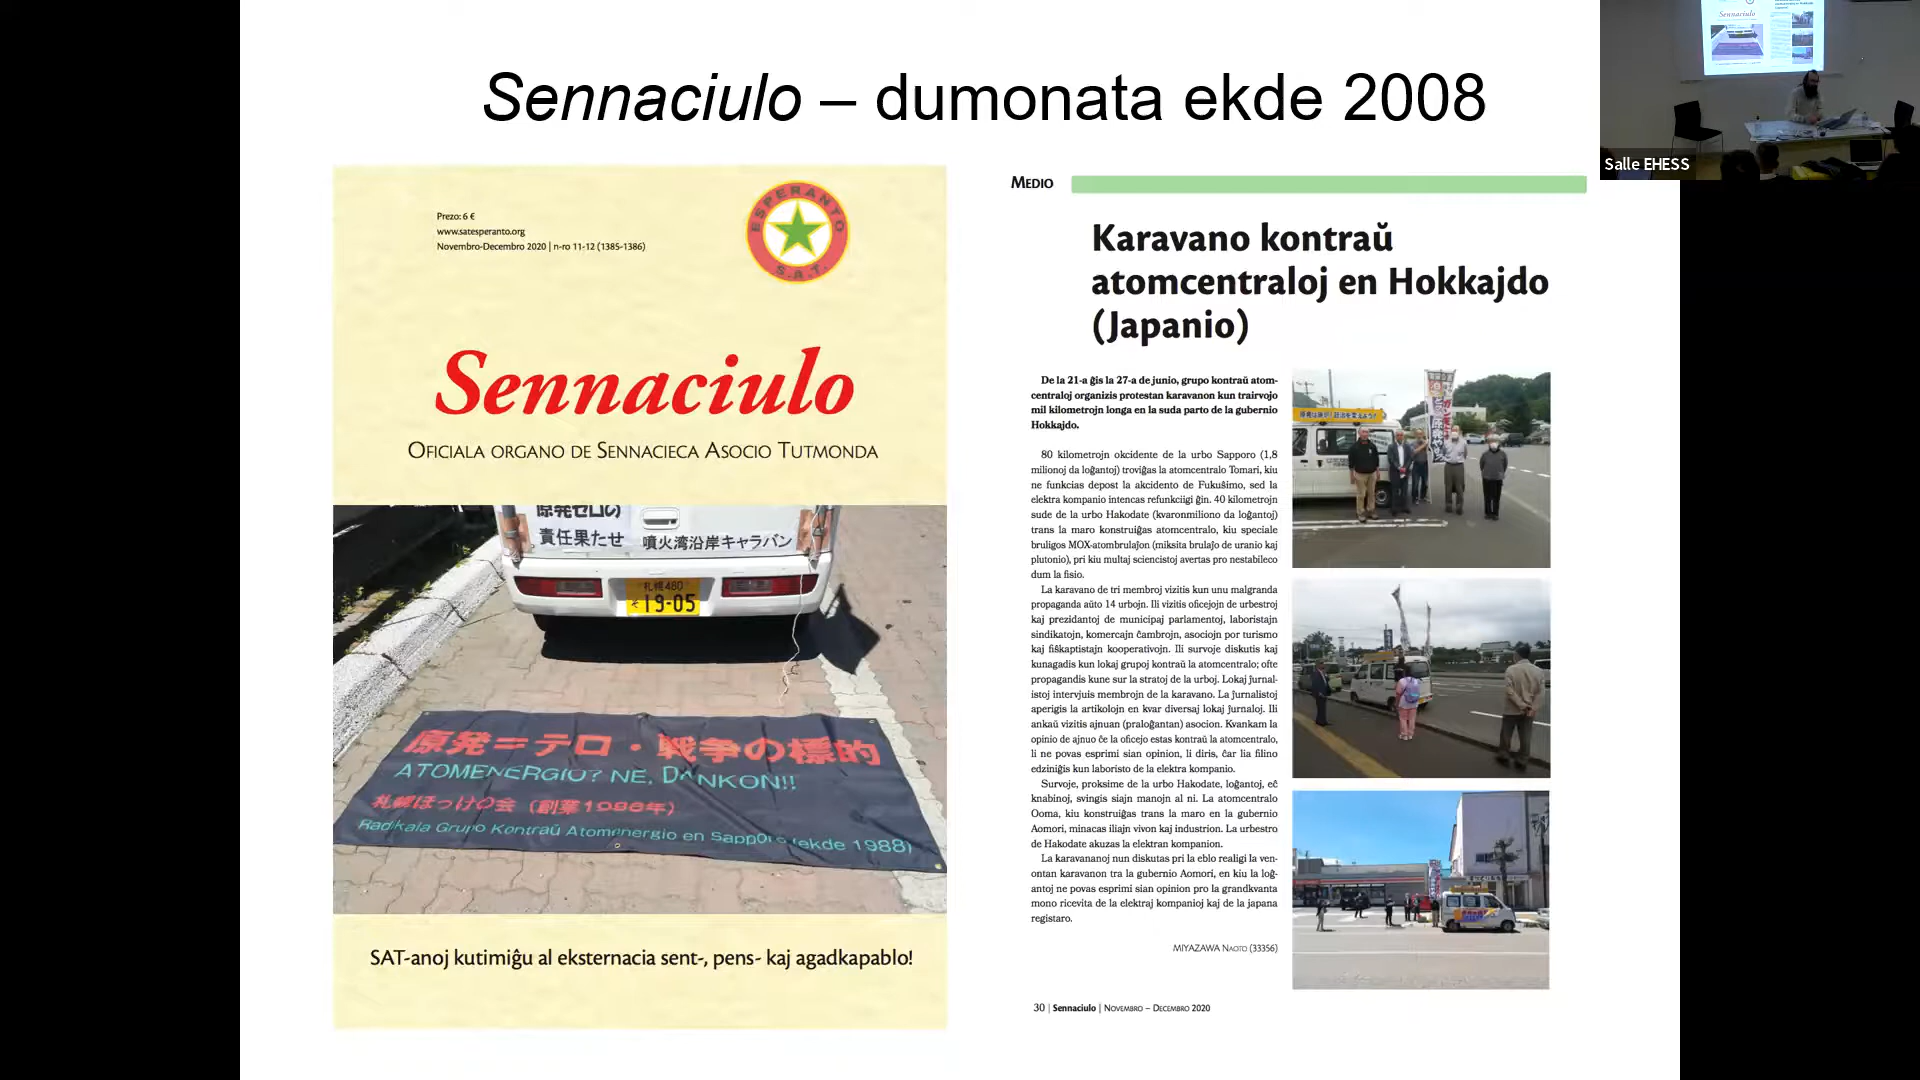 Sennaciulo – dumonata ekde 2008
Salle EHESS
Prezo: 6 €
www.satesperanto.org
Novembro-Decembro 2020 | n-ro 11-12 (1385-1386)
ESPERANTO
S.A.T.
Sennaciulo
Oficiala organo de Sennacieca Asocio Tutmonda
原発ゼロの
責任果たせ 噴火湾沿岸キャラバン
札幌480
そ 19-05
原発=テロ・戦争の標的
ATOMENERGIO? NE, DANKON!!
札幌ほっけの会(創業1988年)
Radikala Grupo Kontraŭ Atomenergio en Sapporo (ekde 1988)
SAT-anoj kutimiĝu al eksternacia sent-, pens- kaj agadkapablo!
Medio
Karavano kontraŭ
atomcentraloj en Hokkajdo
(Japanio)
De la 21-a ĝis la 27-a de junio, grupo kontraŭ atom-
centraloj organizis protestan karavanon kun trairvojo
mil kilometrojn longa en la suda parto de la gubernio
Hokkajdo.
80 kilometrojn okcidente de la urbo Sapporo (1,8
milionoj da loĝantoj) troviĝas la atomcentralo Tomari, kiu
ne funkcias depost la akcidento de Fukuŝimo, sed la
elektra kompanio intencas refunkciigi ĝin. 40 kilometrojn
sude de la urbo Hakodate (kvaronmiliono da loĝantoj)
trans la maro konstruiĝas atomcentralo, kiu speciale
bruligos MOX-atombrulaĵon (miksita brulaĵo de uranio kaj
plutonio), pri kiu multaj sciencistoj avertas pro nestabileco
dum la fisio.
La karavano de tri membroj vizitis kun unu malgranda
propaganda aŭto 14 urbojn. Ili vizitis oficejojn de urbestroj
kaj prezidantoj de municipaj parlamentoj, laboristajn
sindikatojn, komercajn ĉambrojn, asociojn por turismo
kaj fiŝkaptistajn kooperativojn. Ili survoje diskutis kaj
kunagadis kun lokaj grupoj kontraŭ la atomcentralo; ofte
propagandis kune sur la stratoj de la urboj. Lokaj ĵurnal-
istoj intervjuis membrojn de la karavano. La ĵurnalistoj
aperigis la artikolojn en kvar diversaj lokaj ĵurnaloj. Ili
ankaŭ vizitis ajnuan (praloĝantan) asocion. Kvankam la
opinio de ajnuo ĉe la oficejo estas kontraŭ la atomcentralo,
li ne povas esprimi sian opinion, li diris, ĉar lia filino
edziniĝis kun laboristo de la elektra kompanio.
Survoje, proksime de la urbo Hakodate, loĝantoj, eĉ
knabinoj, svingis siajn manojn al ni. La atomcentralo
Ooma, kiu konstruiĝas trans la maro en la gubernio
Aomori, minacas iliajn vivon kaj industrion. La urbestro
de Hakodate akuzas la elektran kompanion.
La karavananoj nun diskutas pri la eblo realigi la ven-
ontan karavanon tra la gubernio Aomori, en kiu la loĝ-
antoj ne povas esprimi sian opinion pro la grandkvanta
mono ricevita de la elektraj kompanioj kaj de la japana
registaro.
MIYAZAWA Naoto (33356)
30 | Sennaciulo | Novembro – Decembro 2020